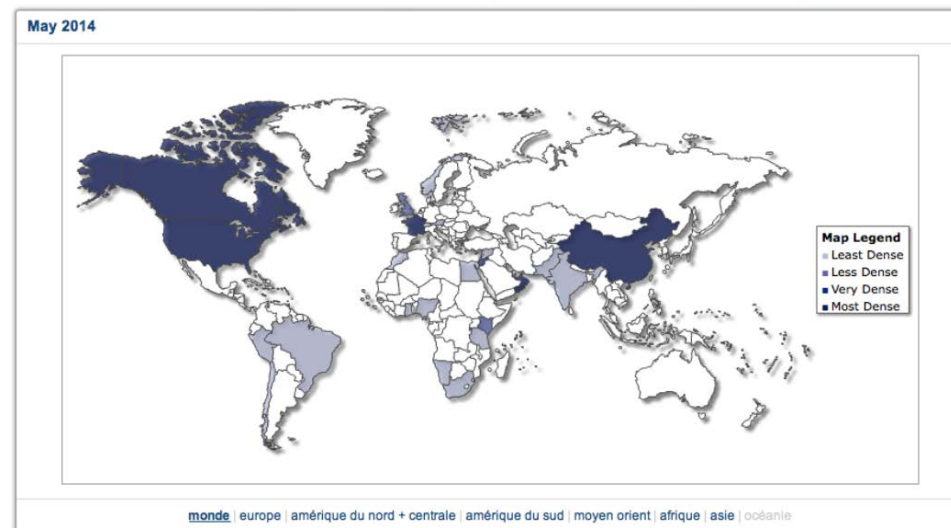 May 2014
Map Legend
Least Dense
Less Dense
Very Dense
Most Dense
monde | europe | amérique du nord + centrale | amérique du sud | moyen orient | afrique | asie | océanie